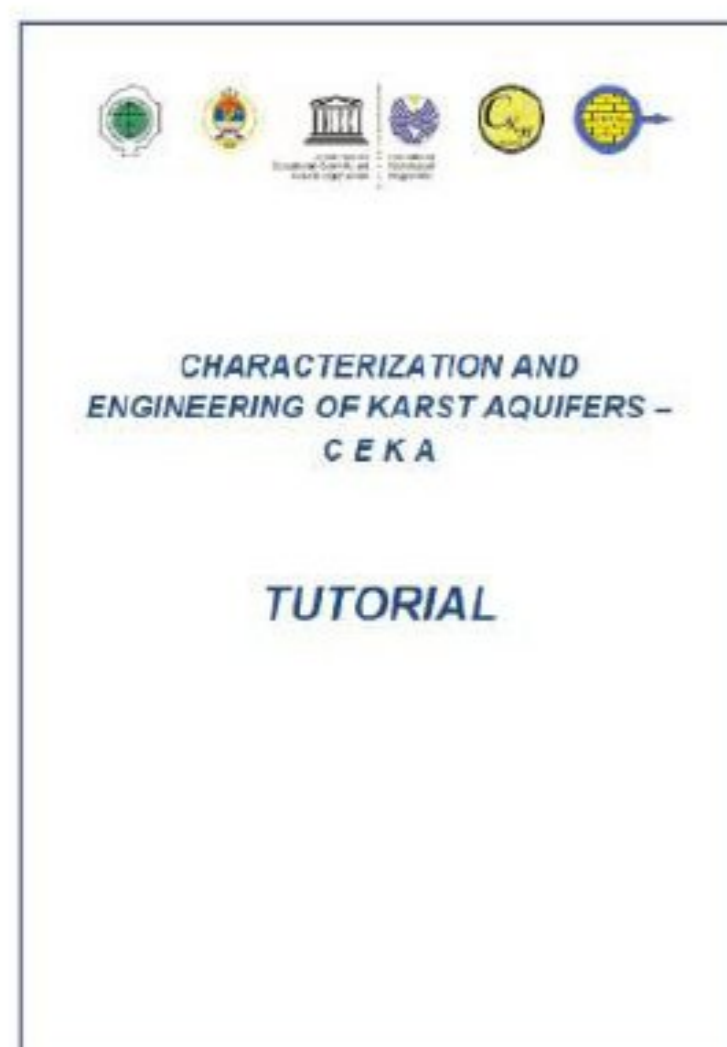 CHARACTERIZATION AND
ENGINEERING OF KARST AQUIFERS –
C E K A
TUTORIAL